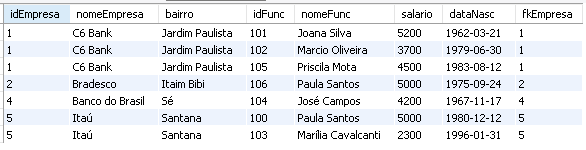 idEmpresa nomeEmpresa bairro idFunc nomeFunc salario dataNasc fkEmpresa
1 C6 Bank Jardim Paulista 101 Joana Silva 5200 1962-03-21 1
1 C6 Bank Jardim Paulista 102 Marcio Oliveira 3700 1979-06-30 1
1 C6 Bank Jardim Paulista 105 Priscila Mota 4500 1983-08-12 1
2 Bradesco Itaim Bibi 106 Paula Santos 5000 1975-09-24 2
4 Banco do Brasil Sé 104 José Campos 4200 1967-11-17 4
5 Itaú Santana 100 Paula Santos 5000 1980-12-12 5
5 Itaú Santana 103 Marília Cavalcanti 2300 1996-01-31 5